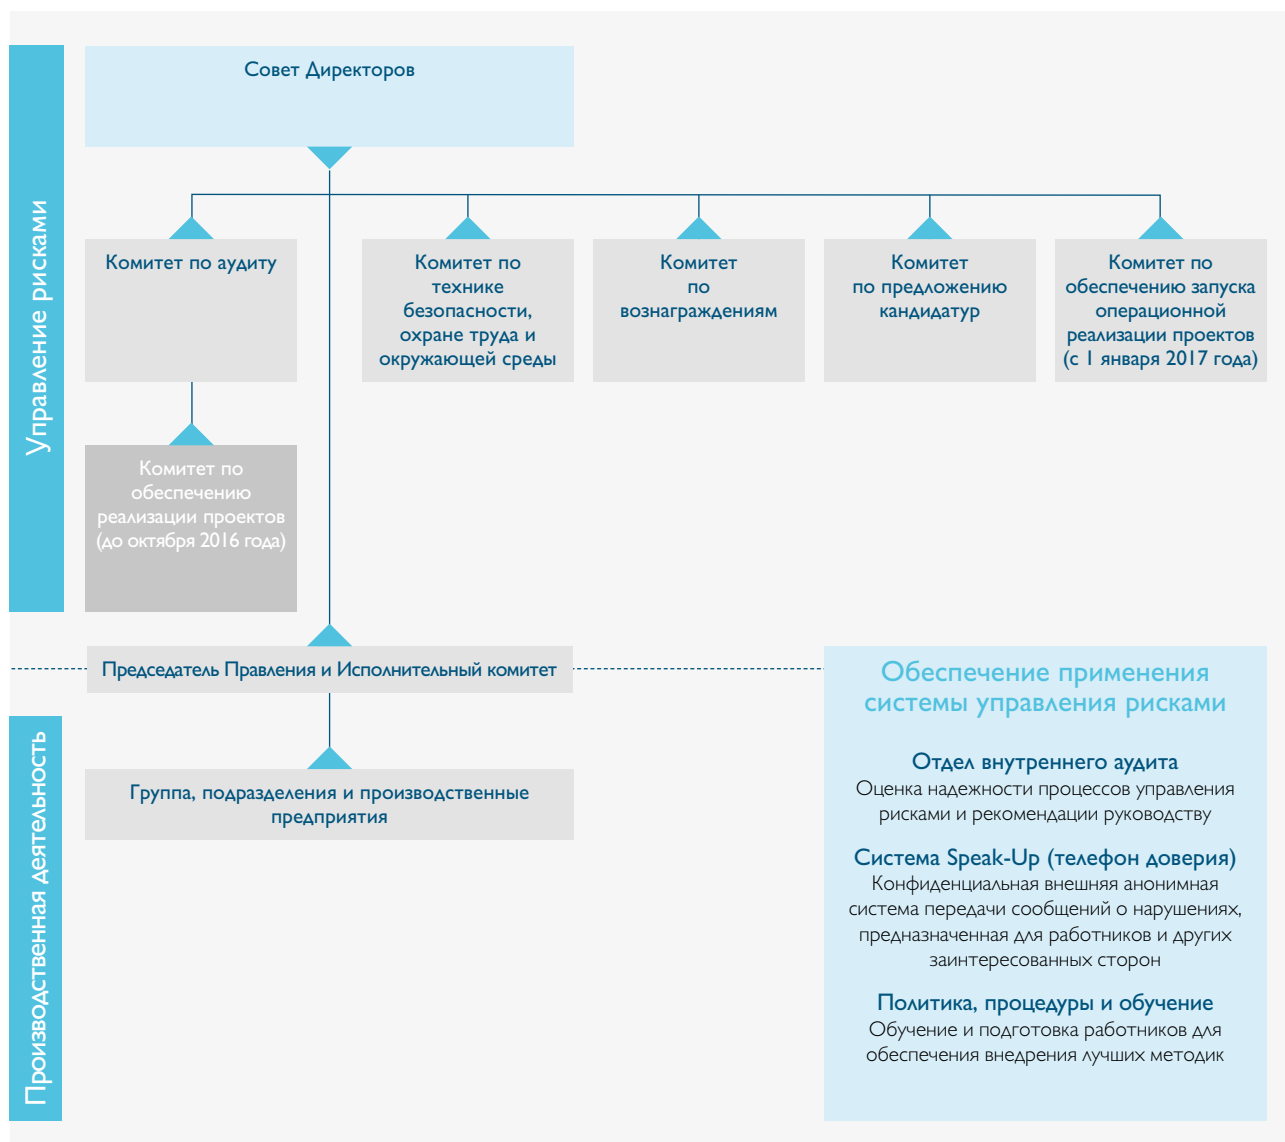 Управление рисками
Совет Директоров
Комитет по аудиту
Комитет по
технике
безопасности,
охране труда и
окружающей среды
Комитет
по
вознаграждениям
Комитет
по предложению
кандидатур
Комитет по
обеспечению запуска
операционной
реализации проектов
(с 1 января 2017 года)
Комитет по
обеспечению
реализации проектов
(до октября 2016 года)
Председатель Правления и Исполнительный комитет
Производственная деятельность
Группа, подразделения и производственные
предприятия
Обеспечение применения
системы управления рисками
Отдел внутреннего аудита
Оценка надежности процессов управления
рисками и рекомендации руководству
Система Speak-Up (телефон доверия)
Конфиденциальная внешняя анонимная
система передачи сообщений о нарушениях,
предназначенная для работников и других
заинтересованных сторон
Политика, процедуры и обучение
Обучение и подготовка работников для
обеспечения внедрения лучших методик